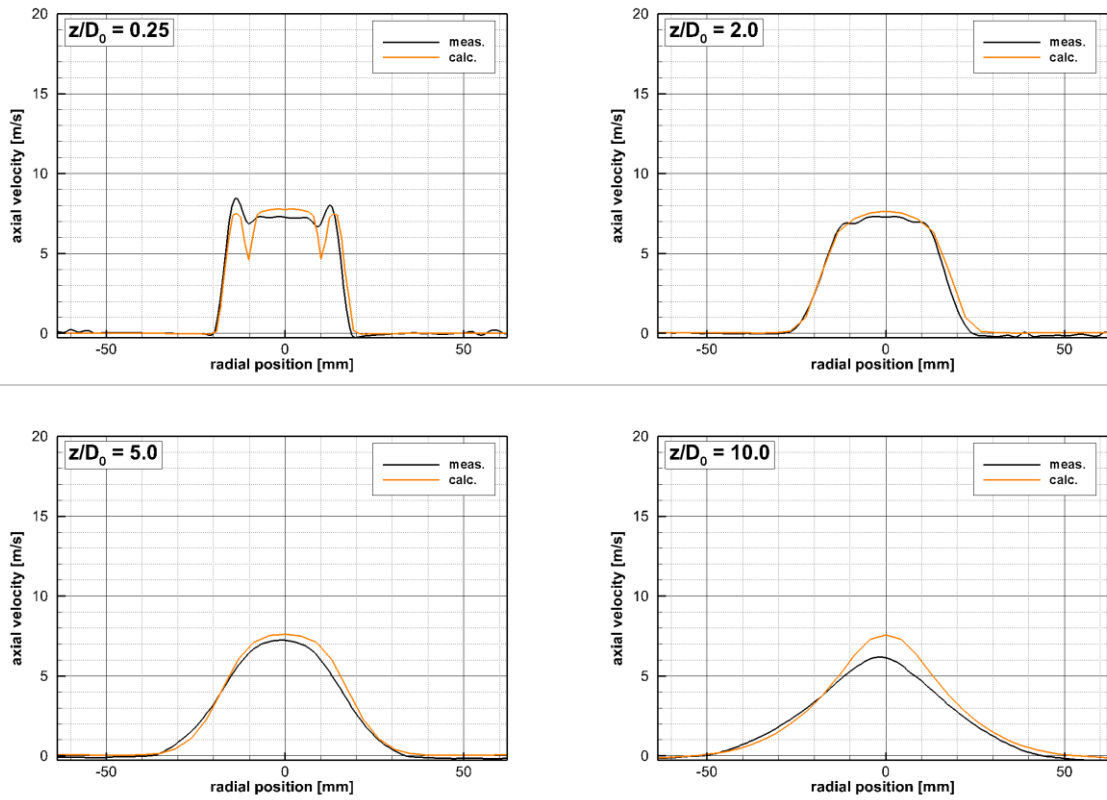 z/D0 = 0.25
meas.
calc.
20
15
10
5
0
axial velocity [m/s]
-50 0 50
radial position [mm]
z/D0 = 2.0
meas.
calc.
20
15
10
5
0
axial velocity [m/s]
-50 0 50
radial position [mm]
z/D0 = 5.0
meas.
calc.
20
15
10
5
0
axial velocity [m/s]
-50 0 50
radial position [mm]
z/D0 = 10.0
meas.
calc.
20
15
10
5
0
axial velocity [m/s]
-50 0 50
radial position [mm]